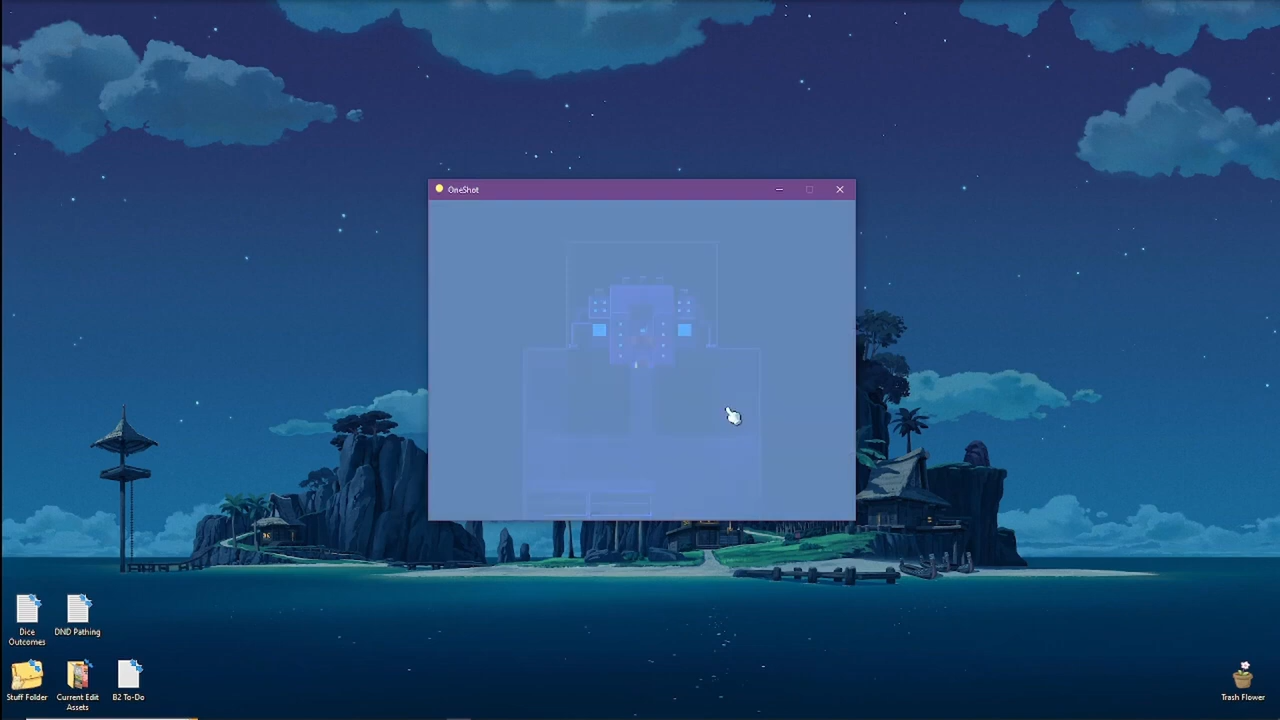 OneShot
Dice
Outcomes
DND Pathing
Stuff Folder
Current Edit
Assets
B2 To-Do
Trash Flower